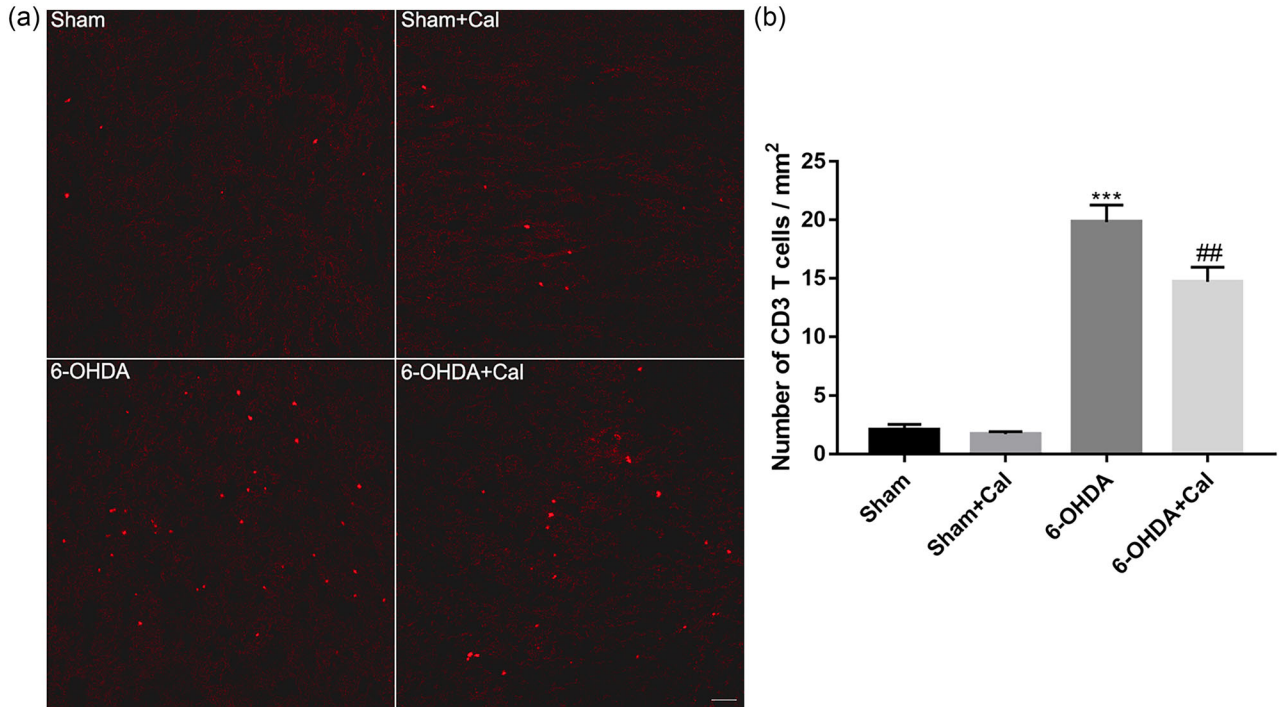 (a)
Sham
Sham+Cal
6-OHDA
6-OHDA+Cal
(b)
Number of CD3 T cells / mm²
25
20
15
10
5
0
***
##
Sham
Sham+Cal
6-OHDA
6-OHDA+Cal